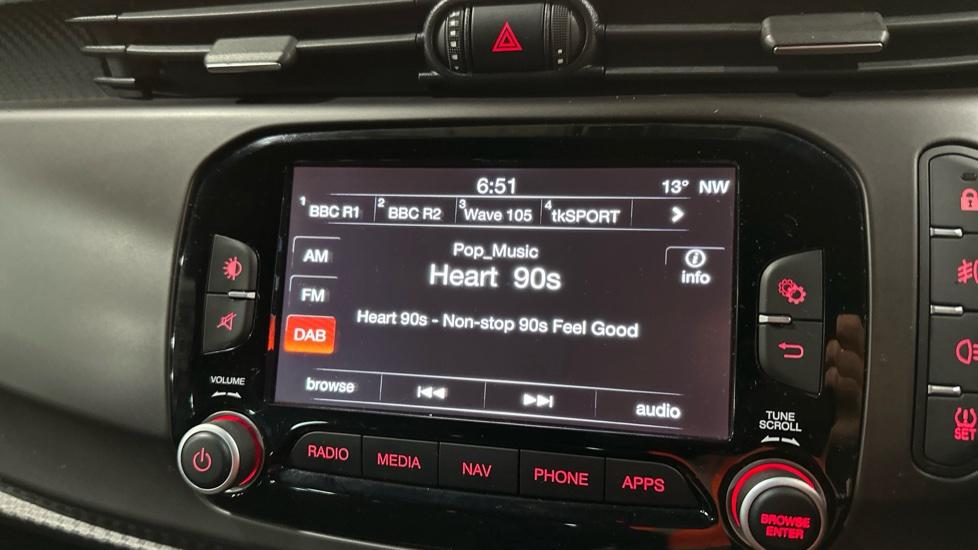 6:51 13° NW
1 BBC R1 2 BBC R2 3 Wave 105 4 tkSPORT
Pop_Music
AM
Heart 90s
info
FM
Heart 90s - Non-stop 90s Feel Good
DAB
browse audio
VOLUME
TUNE
SCROLL
RADIO MEDIA NAV PHONE APPS
BROWSE
ENTER
SET